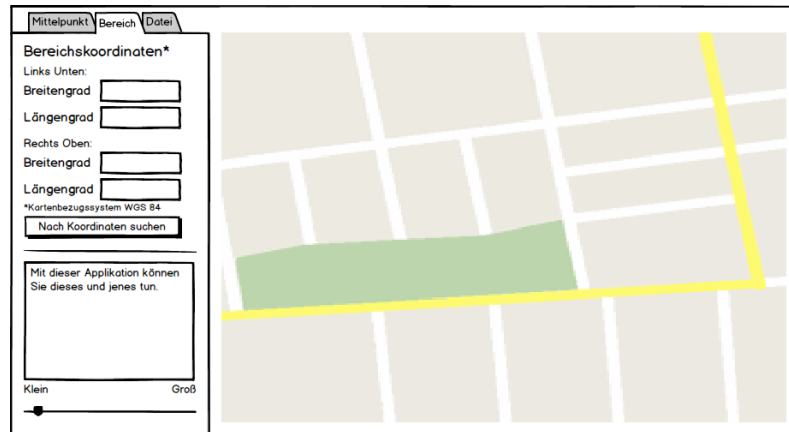 Mittelpunkt Bereich Datei
Bereichskoordinaten*
Links Unten:
Breitengrad
Längengrad
Rechts Oben:
Breitengrad
Längengrad
*Kartenbezugssystem WGS 84
Nach Koordinaten suchen
Mit dieser Applikation können
Sie dieses und jenes tun.
Klein Groß